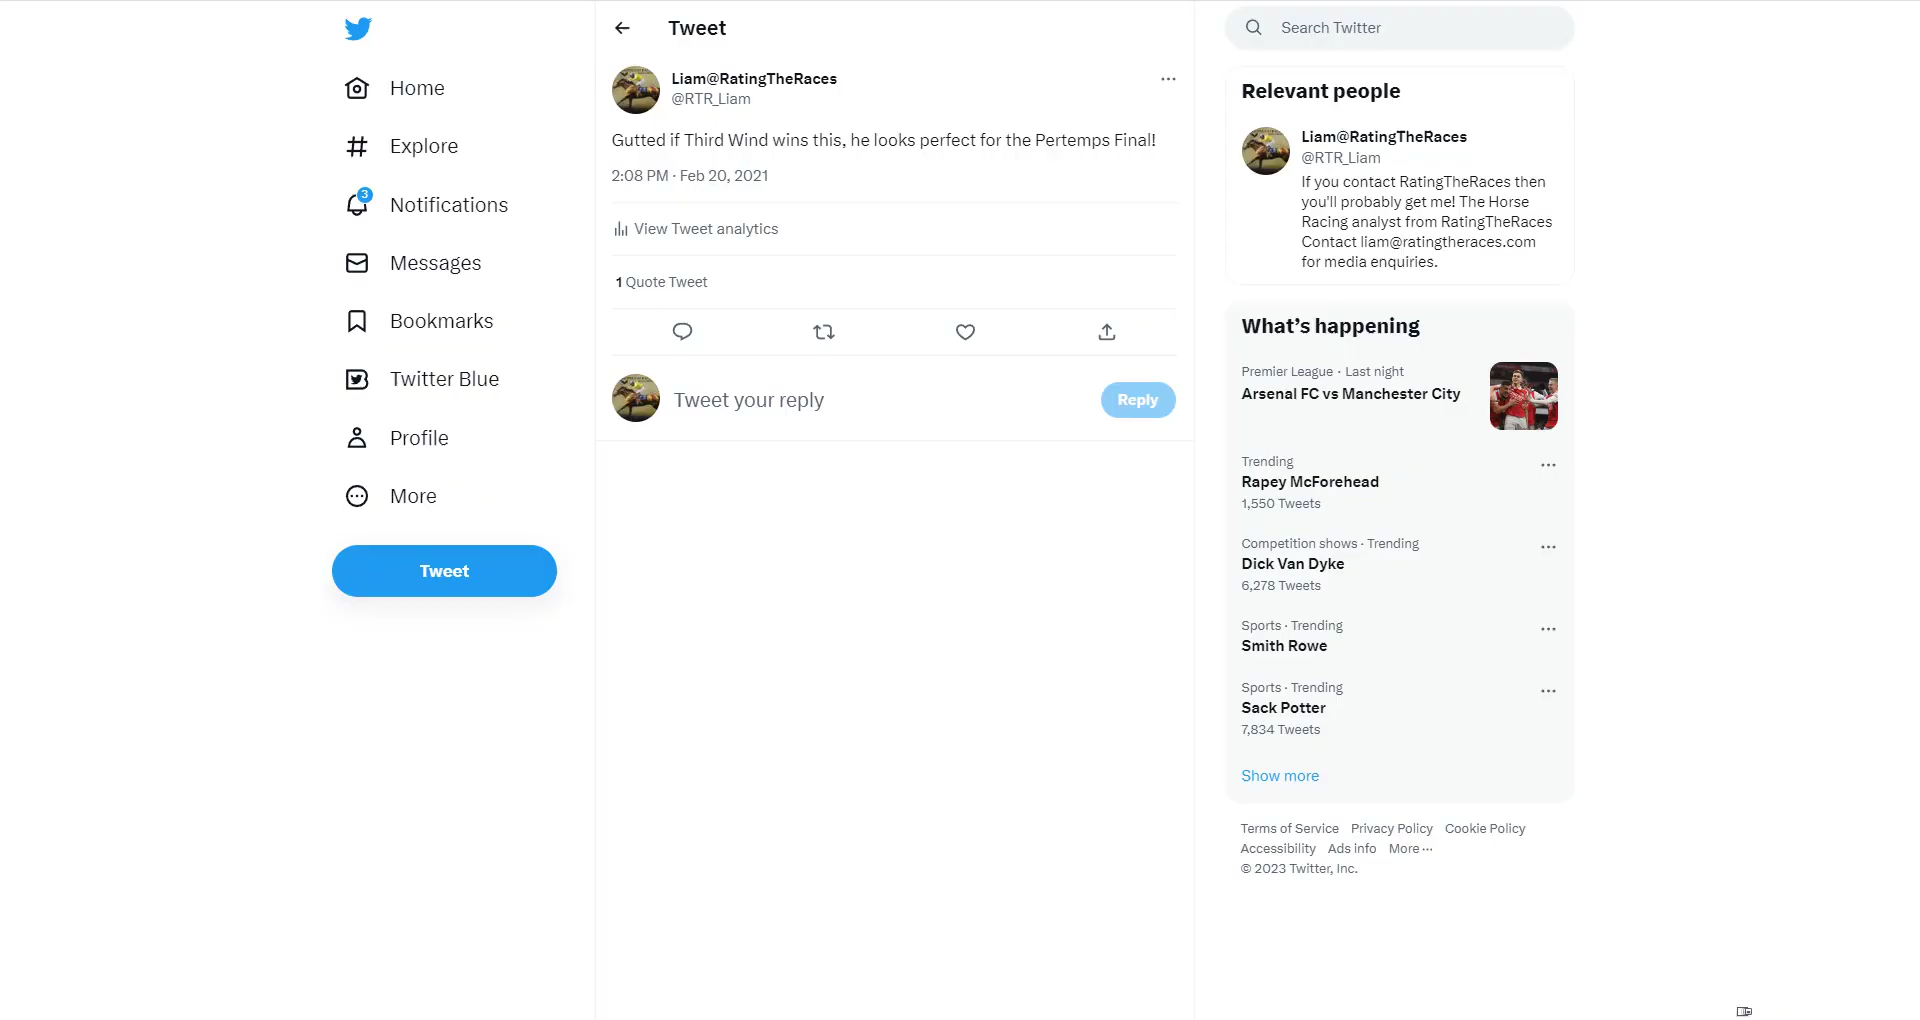 Home
Explore
3
Notifications
Messages
Bookmarks
Twitter Blue
Profile
More
Tweet
Tweet
Liam@RatingTheRaces
@RTR_Liam
Gutted if Third Wind wins this, he looks perfect for the Pertemps Final!
2:08 PM · Feb 20, 2021
View Tweet analytics
1 Quote Tweet
Tweet your reply
Reply
Search Twitter
Relevant people
Liam@RatingTheRaces
@RTR_Liam
If you contact RatingTheRaces then
you'll probably get me! The Horse
Racing analyst from RatingTheRaces
Contact liam@ratingtheraces.com
for media enquiries.
What’s happening
Premier League · Last night
Arsenal FC vs Manchester City
Trending
Rapey McForehead
1,550 Tweets
Competition shows · Trending
Dick Van Dyke
6,278 Tweets
Sports · Trending
Smith Rowe
Sports · Trending
Sack Potter
7,834 Tweets
Show more
Terms of Service Privacy Policy Cookie Policy
Accessibility Ads info More ···
© 2023 Twitter, Inc.